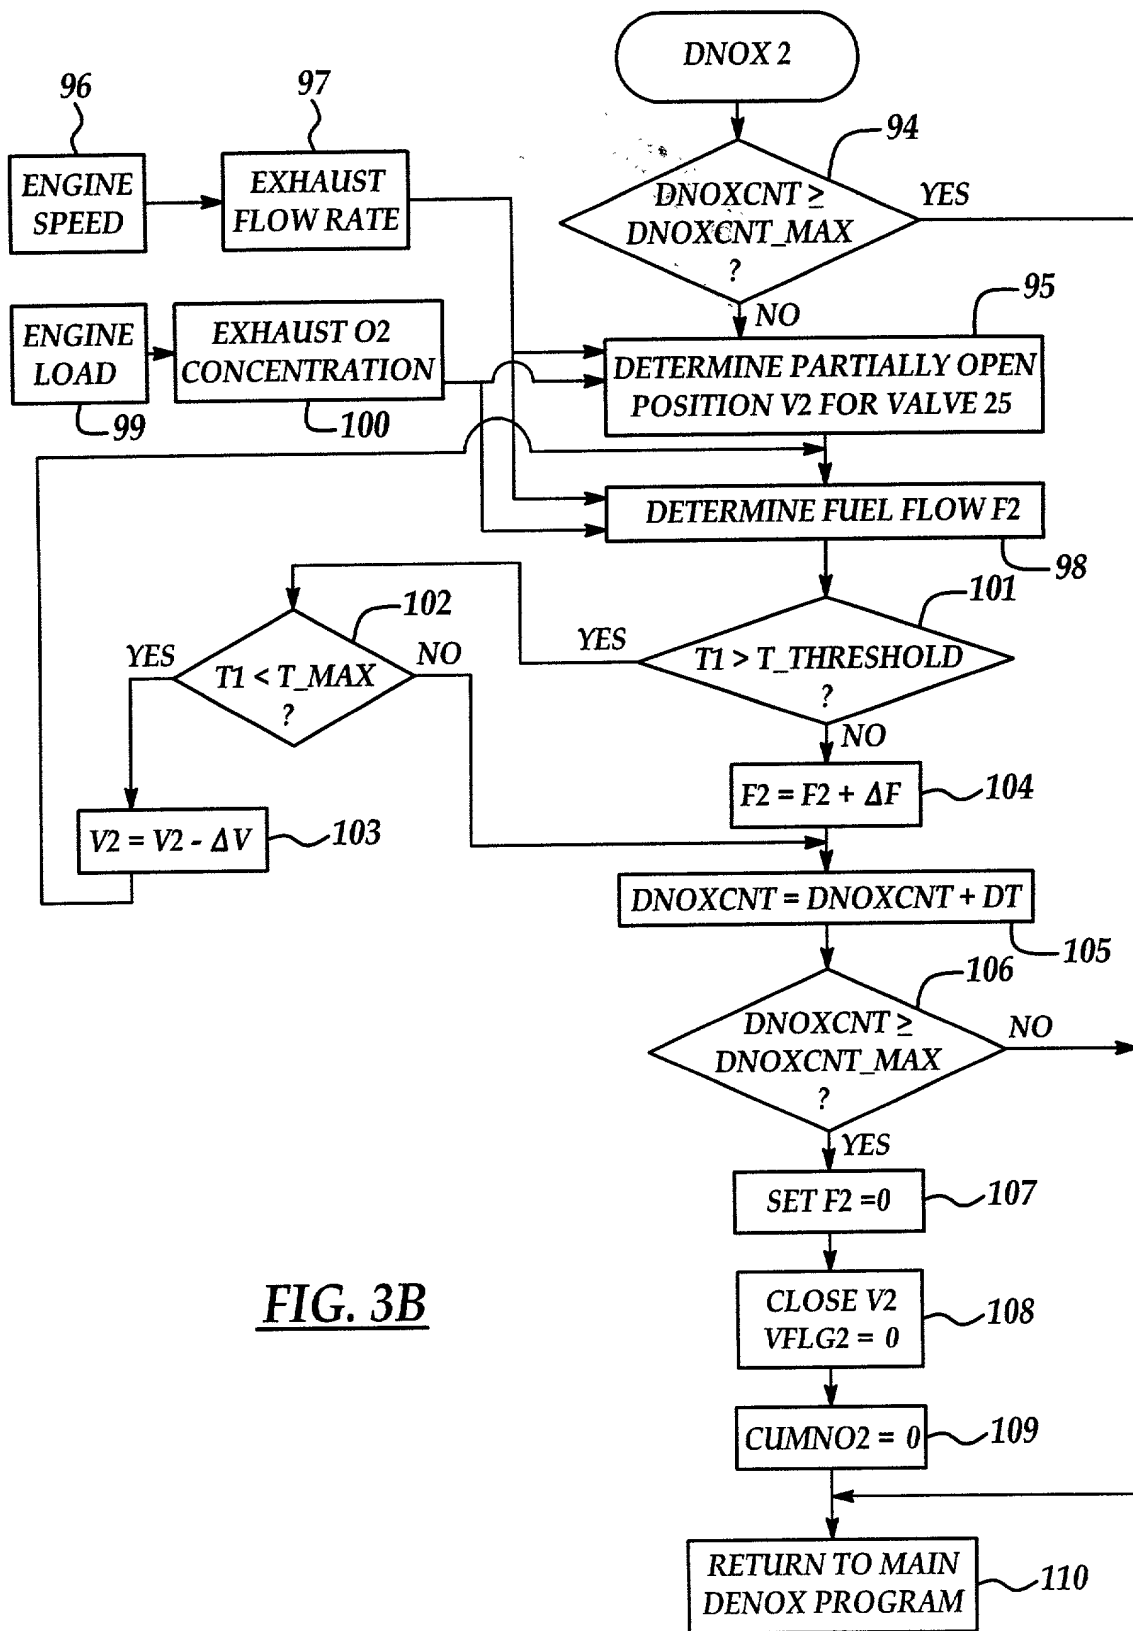 DNOX 2
94
96
97
ENGINE
SPEED
EXHAUST
FLOW RATE
DNOXCNT ≥
DNOXCNT_MAX
?
YES
NO
95
ENGINE
LOAD
99
EXHAUST O2
CONCENTRATION
100
DETERMINE PARTIALLY OPEN
POSITION V2 FOR VALVE 25
DETERMINE FUEL FLOW F2
98
101
T1 > T_THRESHOLD
?
YES
NO
102
T1 < T_MAX
?
YES
NO
V2 = V2 - ΔV
103
F2 = F2 + ΔF
104
DNOXCNT = DNOXCNT + DT
105
106
DNOXCNT ≥
DNOXCNT_MAX
?
NO
YES
SET F2 =0
107
CLOSE V2
VFLG2 = 0
108
CUMNO2 = 0
109
RETURN TO MAIN
DENOX PROGRAM
110
FIG. 3B